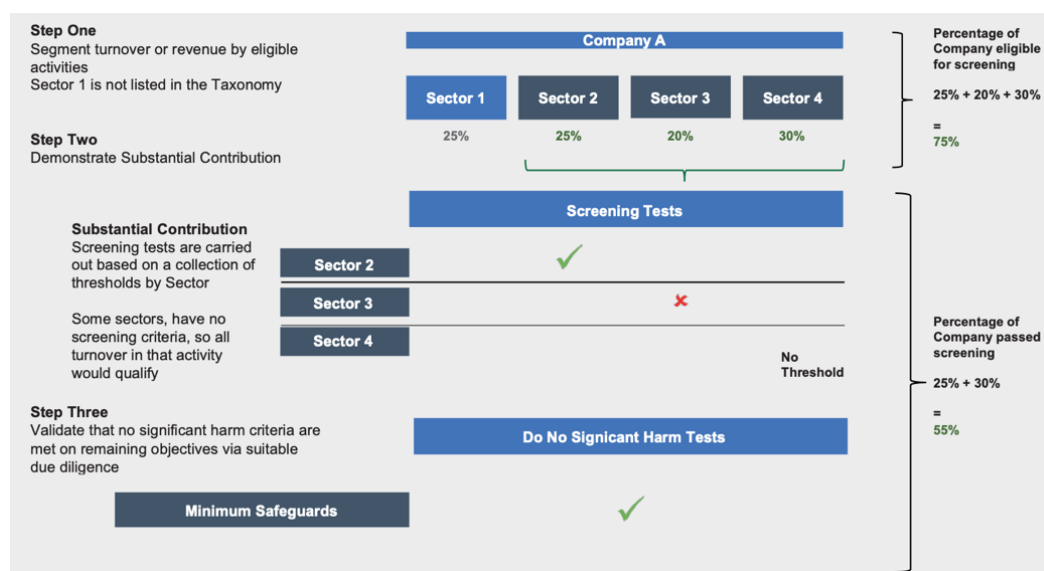 Step One
Segment turnover or revenue by eligible
activities
Sector 1 is not listed in the Taxonomy
Company A
Sector 1
Sector 2
Sector 3
Sector 4
25%
25%
20%
30%
Percentage of
Company eligible
for screening
25% + 20% + 30%
=
75%
Step Two
Demonstrate Substantial Contribution
Screening Tests
Substantial Contribution
Screening tests are carried
out based on a collection of
thresholds by Sector
Some sectors, have no
screening criteria, so all
turnover in that activity
would qualify
Sector 2
Sector 3
Sector 4
No
Threshold
Percentage of
Company passed
screening
25% + 30%
=
55%
Step Three
Validate that no significant harm criteria are
met on remaining objectives via suitable
due diligence
Do No Signicant Harm Tests
Minimum Safeguards